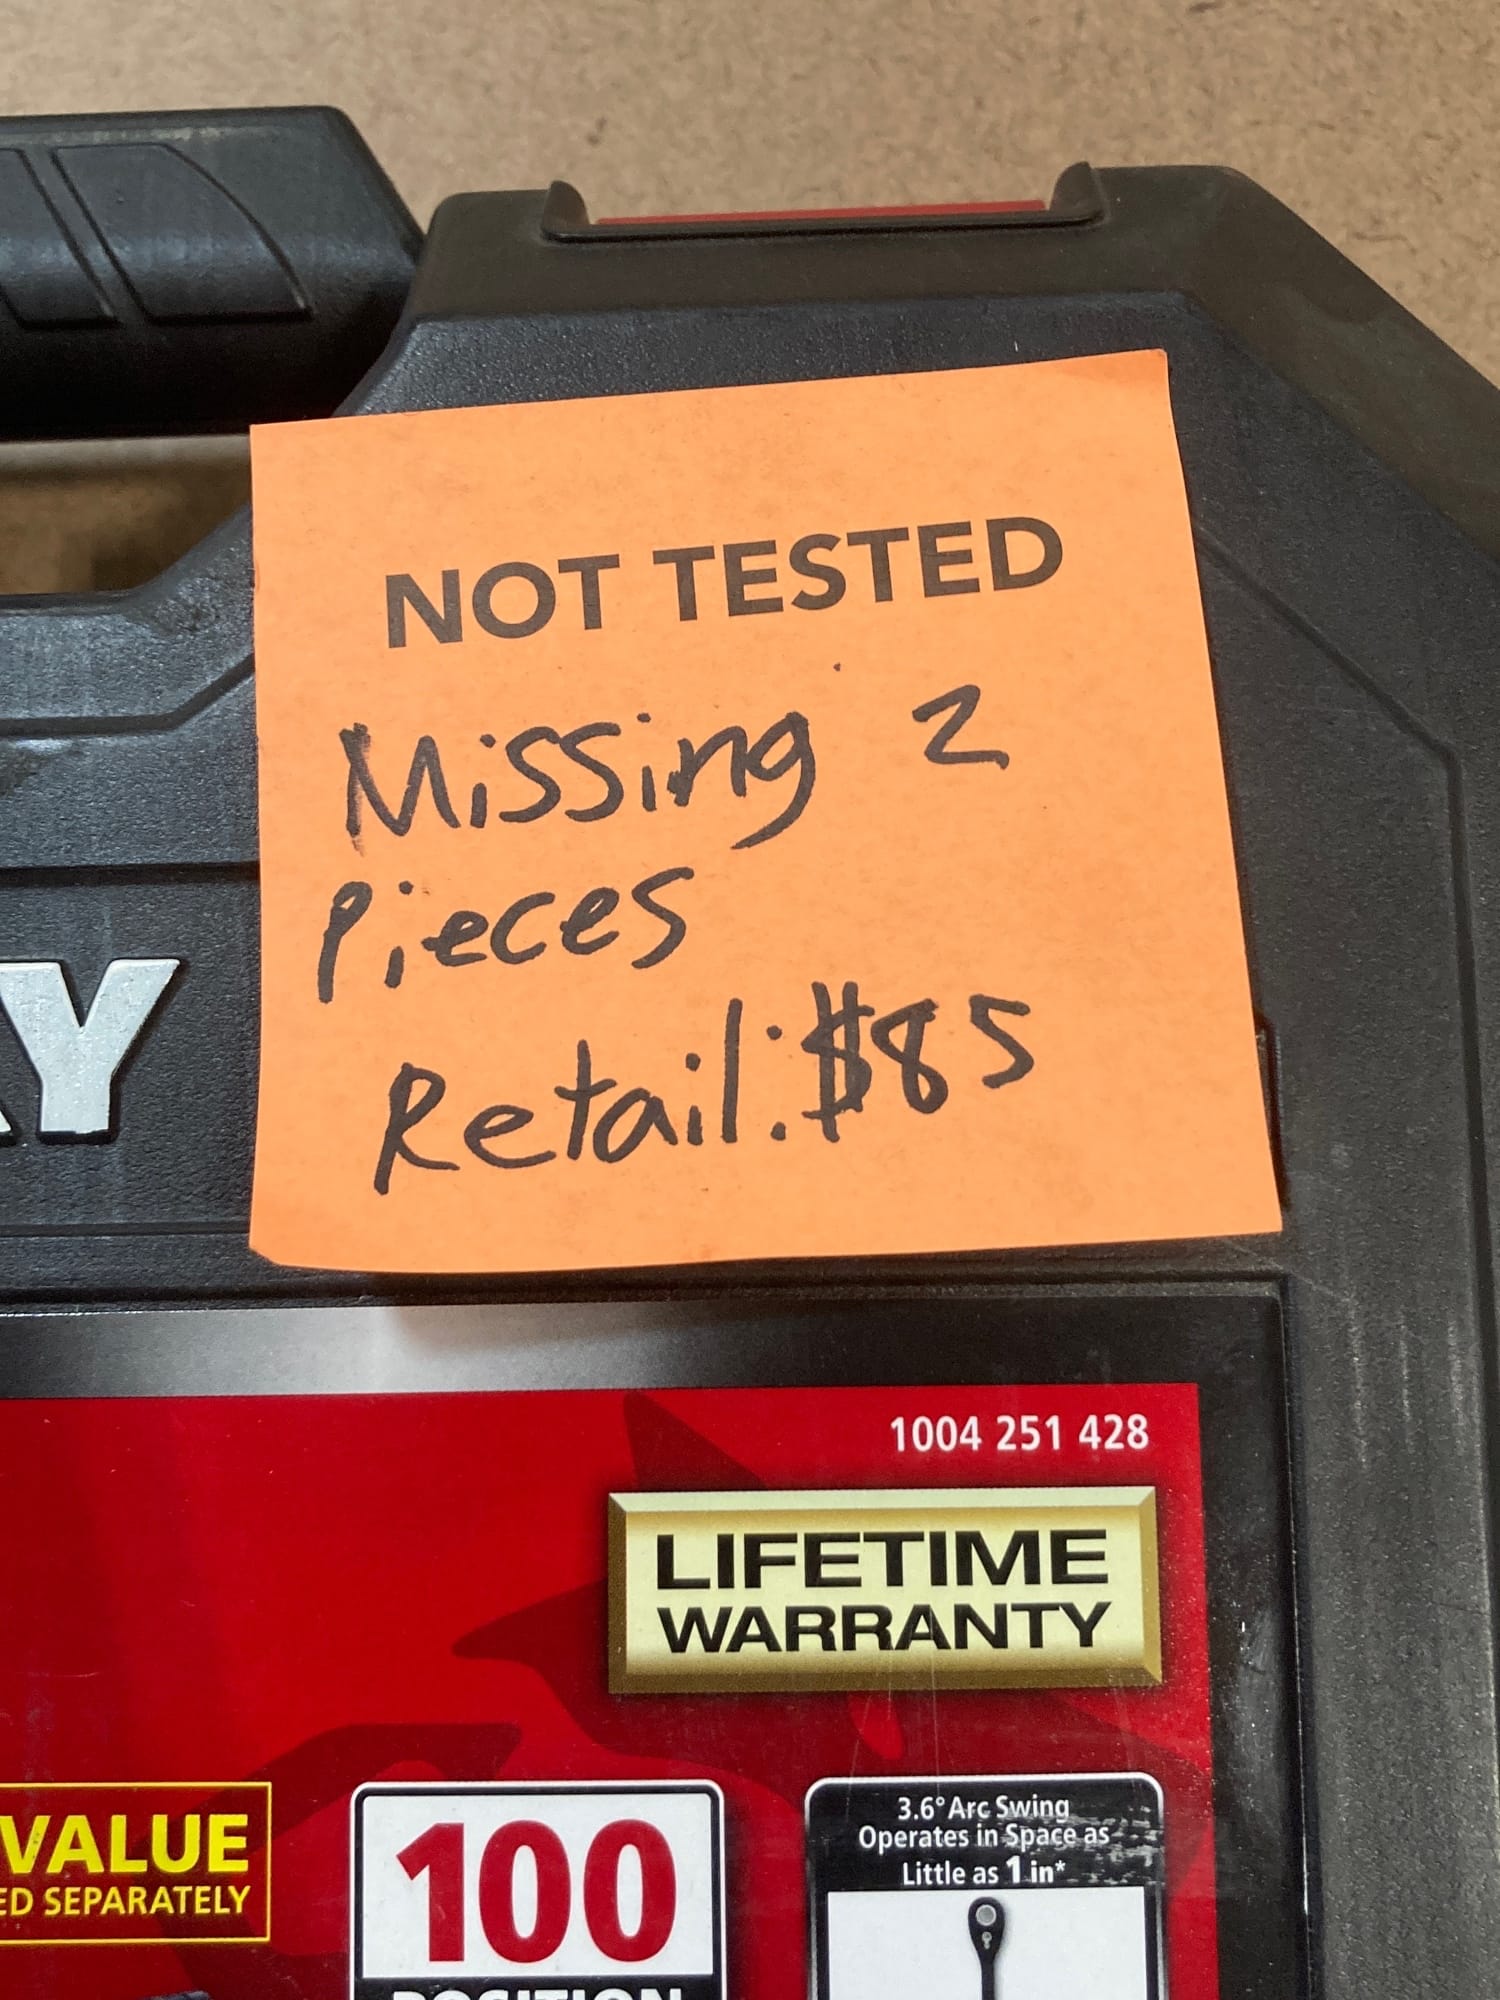 NOT TESTED
Missing 2
Pieces
Retail: $85
Y
1004 251 428
LIFETIME
WARRANTY
VALUE
ED SEPARATELY
100
POSITION
3.6° Arc Swing
Operates in Space as
Little as 1 in*